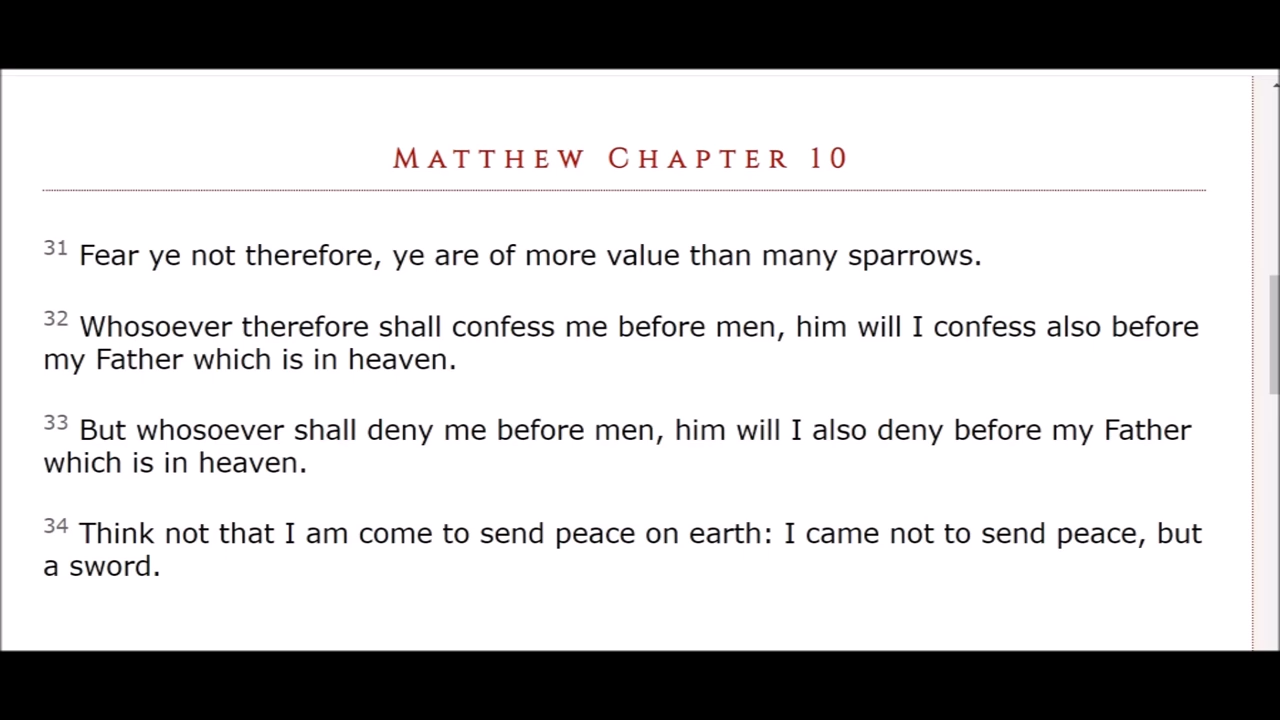 Matthew Chapter 10
31 Fear ye not therefore, ye are of more value than many sparrows.
32 Whosoever therefore shall confess me before men, him will I confess also before
my Father which is in heaven.
33 But whosoever shall deny me before men, him will I also deny before my Father
which is in heaven.
34 Think not that I am come to send peace on earth: I came not to send peace, but
a sword.